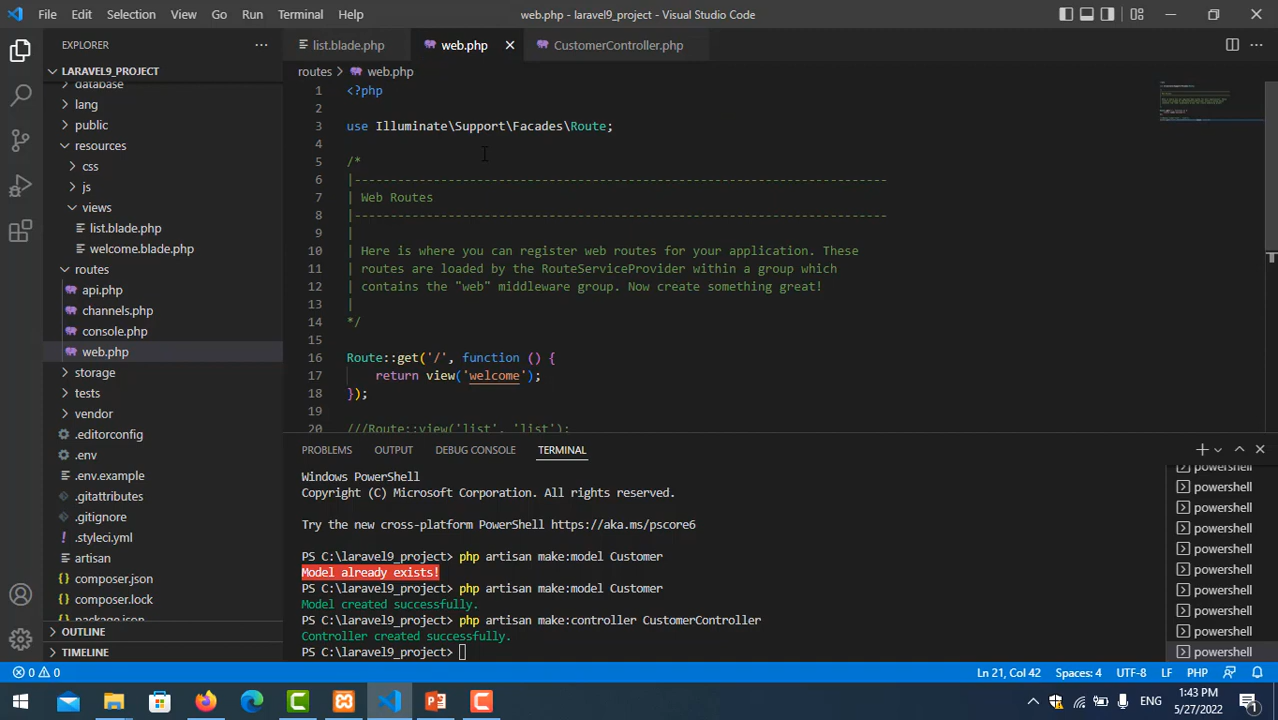 File Edit Selection View Go Run Terminal Help
web.php - laravel9_project - Visual Studio Code
EXPLORER
LARAVEL9_PROJECT
database
lang
public
resources
css
js
views
list.blade.php
welcome.blade.php
routes
api.php
channels.php
console.php
web.php
storage
tests
vendor
.editorconfig
.env
.env.example
.gitattributes
.gitignore
.styleci.yml
artisan
composer.json
composer.lock
package.json
OUTLINE
TIMELINE
list.blade.php web.php CustomerController.php
routes > web.php
1 <?php
2
3 use Illuminate\Support\Facades\Route;
4
5 /*
6 |--------------------------------------------------------------------------
7 | Web Routes
8 |--------------------------------------------------------------------------
9 |
10 | Here is where you can register web routes for your application. These
11 | routes are loaded by the RouteServiceProvider within a group which
12 | contains the "web" middleware group. Now create something great!
13 |
14 */
15
16 Route::get('/', function () {
17 return view('welcome');
18 });
19
20 ///Route::view('list', 'list');
PROBLEMS OUTPUT DEBUG CONSOLE TERMINAL
Windows PowerShell
Copyright (C) Microsoft Corporation. All rights reserved.
Try the new cross-platform PowerShell https://aka.ms/pscore6
PS C:\laravel9_project> php artisan make:model Customer
Model already exists!
PS C:\laravel9_project> php artisan make:model Customer
Model created successfully.
PS C:\laravel9_project> php artisan make:controller CustomerController
Controller created successfully.
PS C:\laravel9_project>
powershell
powershell
powershell
powershell
powershell
powershell
powershell
powershell
powershell
powershell
0 0
Ln 21, Col 42 Spaces: 4 UTF-8 LF PHP
ENG
1:43 PM
5/27/2022
1